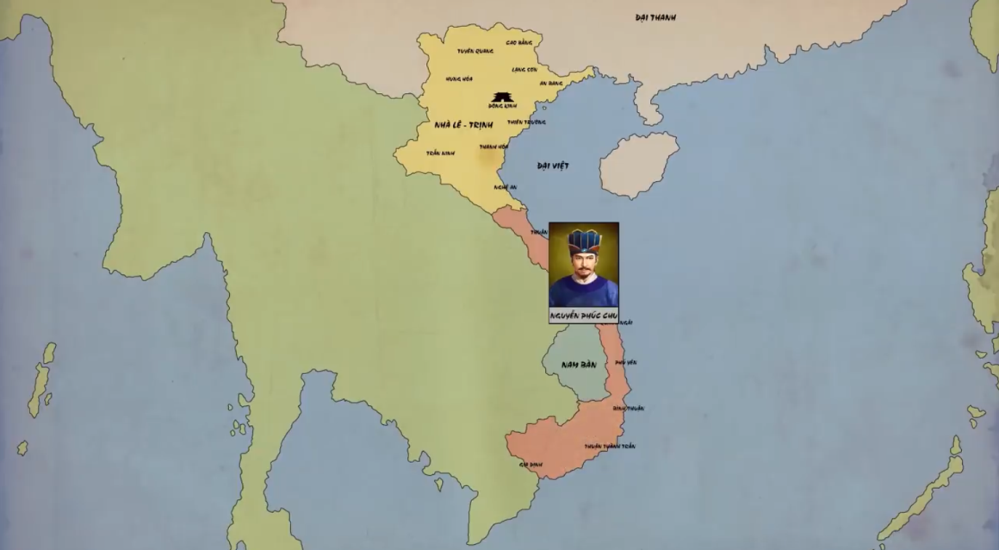 ĐẠI THANH
CAO BẰNG
TUYÊN QUANG
LẠNG SƠN
HƯNG HÓA
AN BANG
ĐÔNG KINH
NHÀ LÊ - TRỊNH
THIÊN TRƯỜNG
THANH HÓA
TRẤN NINH
ĐẠI VIỆT
NGHỆ AN
THUẬN
NGUYỄN PHÚC CHU
NGÃI
PHÚ YÊN
NAM BÀN
BÌNH THUẬN
THUẬN THÀNH TRẤN
GIA ĐỊNH